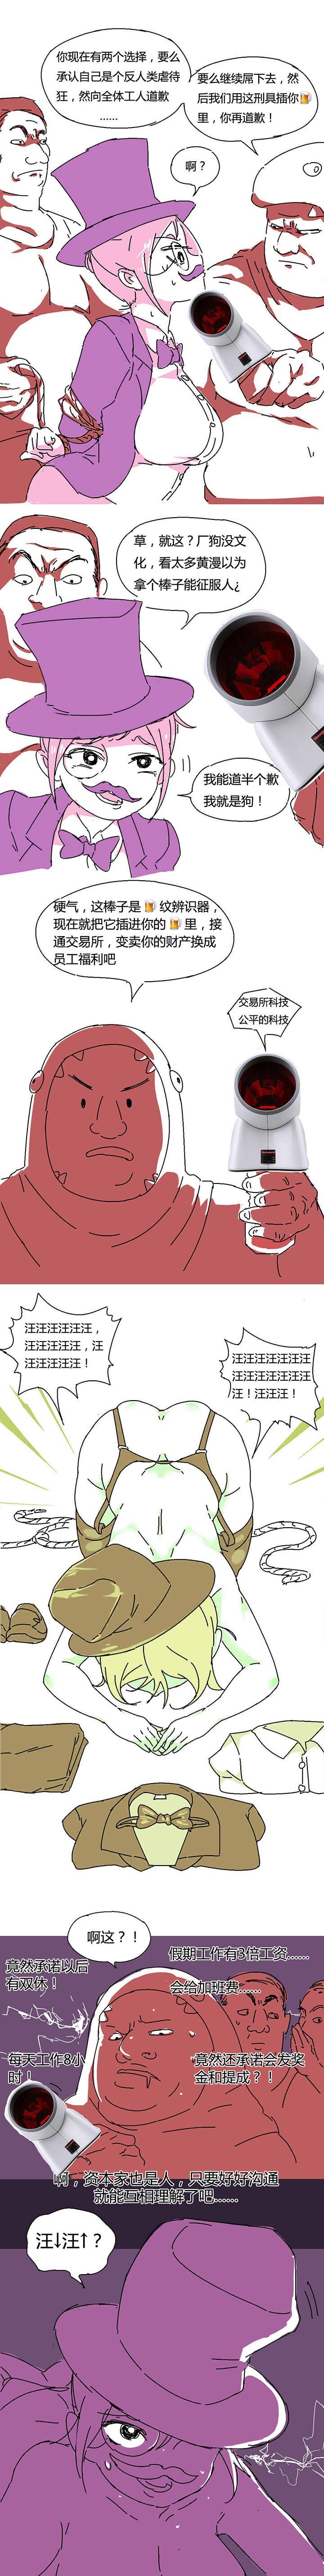 你现在有两个选择，要么
承认自己是个反人类虐待
狂，然向全体工人道歉
……
要么继续屌下去，然
后我们用这刑具插你🍺
里，你再道歉！
啊？
草，就这？厂狗没文
化，看太多黄漫以为
拿个棒子能征服人¿
我能道半个歉
我就是狗！
硬气，这棒子是🍺纹辨识器，
现在就把它插进你的🍺里，接
通交易所，变卖你的财产换成
员工福利吧
交易所科技
公平的科技
汪汪汪汪汪汪，
汪汪汪汪汪，汪
汪汪汪汪汪！
汪汪汪汪汪汪汪
汪汪汪汪汪汪汪
汪！汪汪汪！
啊这？！
竟然承诺以后
有双休！
假期工作有3倍工资……
会给加班费……
每天工作8小
时！
竟然还承诺会发奖
金和提成？！
啊，资本家也是人，只要好好沟通
就能互相理解了吧……
汪↓汪↑？